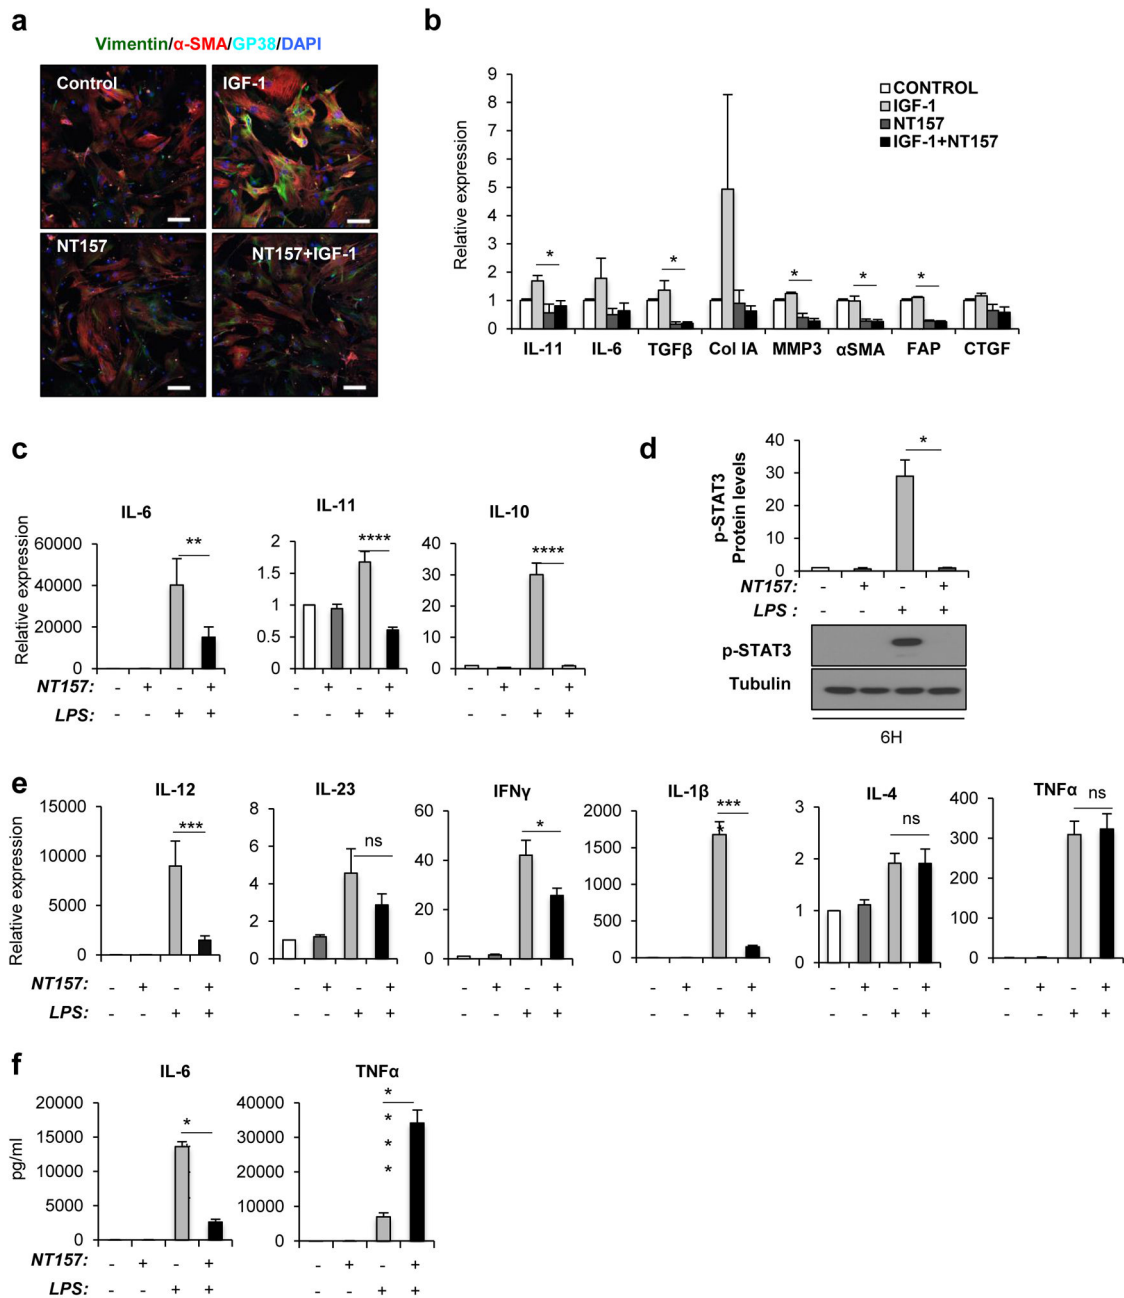 a
Vimentin/α-SMA/GP38/DAPI
Control
IGF-1
NT157
NT157+IGF-1
b
Relative expression
9
8
7
6
5
4
3
2
1
0
CONTROL
IGF-1
NT157
IGF-1+NT157
* * * * *
IL-11 IL-6 TGFβ Col IA MMP3 αSMA FAP CTGF
c
Relative expression
IL-6
60000
40000
20000
0
**
IL-11
2
1.5
1
0.5
0
****
IL-10
40
30
20
10
0
****
NT157: - + - + - + - + - + - +
LPS: - - + + - - + + - - + +
d
p-STAT3
Protein levels
40
30
20
10
0
*
NT157: - + - +
LPS : - - + +
p-STAT3
Tubulin
6H
e
Relative expression
IL-12
15000
10000
5000
0
***
IL-23
8
6
4
2
0
ns
IFNγ
60
40
20
0
*
IL-1β
2000
1500
1000
500
0
***
*
IL-4
3
2
1
0
ns
TNFα
400
300
200
100
0
ns
NT157: - + - + - + - + - + - + - + - + - + - + - + - +
LPS: - - + + - - + + - - + + - - + + - - + + - - + +
f
pg/ml
IL-6
20000
15000
10000
5000
0
*
TNFα
40000
30000
20000
10000
0
*
*
*
*
NT157: - + - + - + - +
LPS: - - + + - - + +